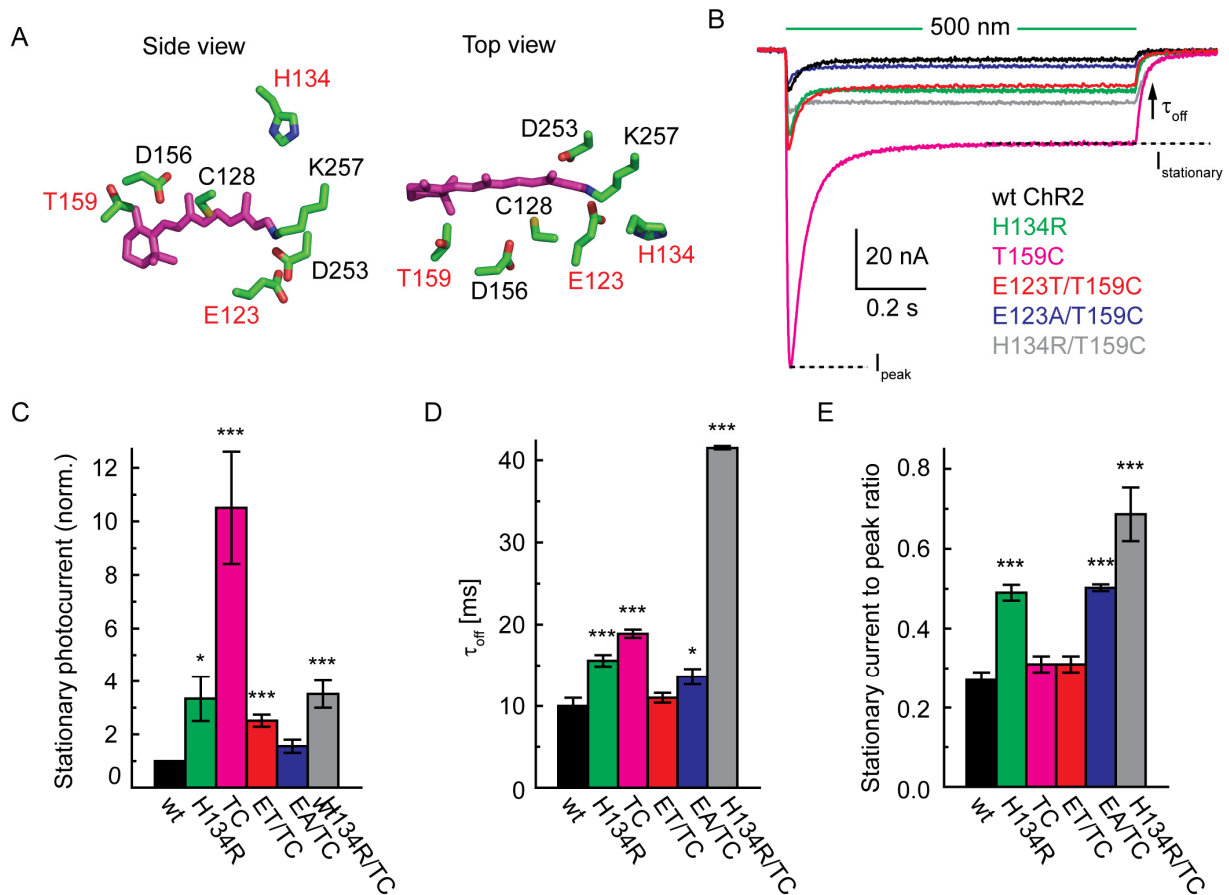 A
Side view
Top view
H134
D156
C128
K257
T159
D253
E123
D253
K257
C128
T159
D156
E123
H134
B
500 nm
τoff
Istationary
wt ChR2
H134R
T159C
E123T/T159C
E123A/T159C
H134R/T159C
20 nA
0.2 s
Ipeak
C
Stationary photocurrent (norm.)
12
10
8
6
4
2
0
*
***
***
***
wt
H134R
TC
ET/TC
EA/TC
wt
H134R/TC
D
τoff [ms]
40
30
20
10
0
***
***
*
***
wt
H134R
TC
ET/TC
EA/TC
H134R/TC
E
Stationary current to peak ratio
0.8
0.6
0.4
0.2
0.0
***
***
***
wt
H134R
TC
ET/TC
EA/TC
H134R/TC